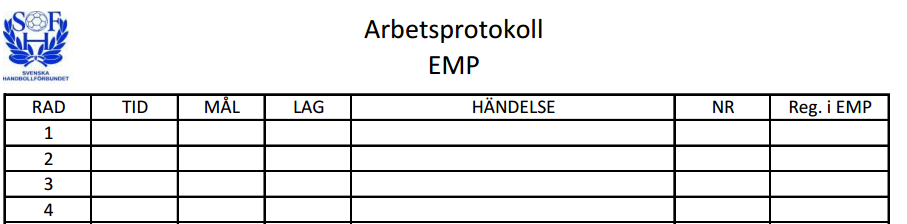 SHF
SVENSKA
HANDBOLLFÖRBUNDET
Arbetsprotokoll
EMP
RAD TID MÅL LAG HÄNDELSE NR Reg. i EMP
1
2
3
4